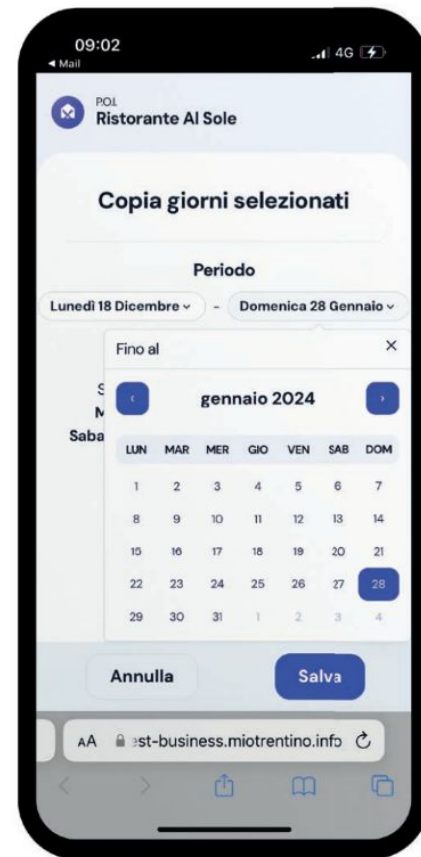 09:02
◀ Mail
4G
P.O.I.
Ristorante Al Sole
Copia giorni selezionati
Periodo
Lunedì 18 Dicembre - Domenica 28 Gennaio
Fino al ×
gennaio 2024
LUN MAR MER GIO VEN SAB DOM
1 2 3 4 5 6 7
8 9 10 11 12 13 14
15 16 17 18 19 20 21
22 23 24 25 26 27 28
29 30 31 1 2 3 4
Saba
Annulla Salva
AA st-business.miotrentino.info